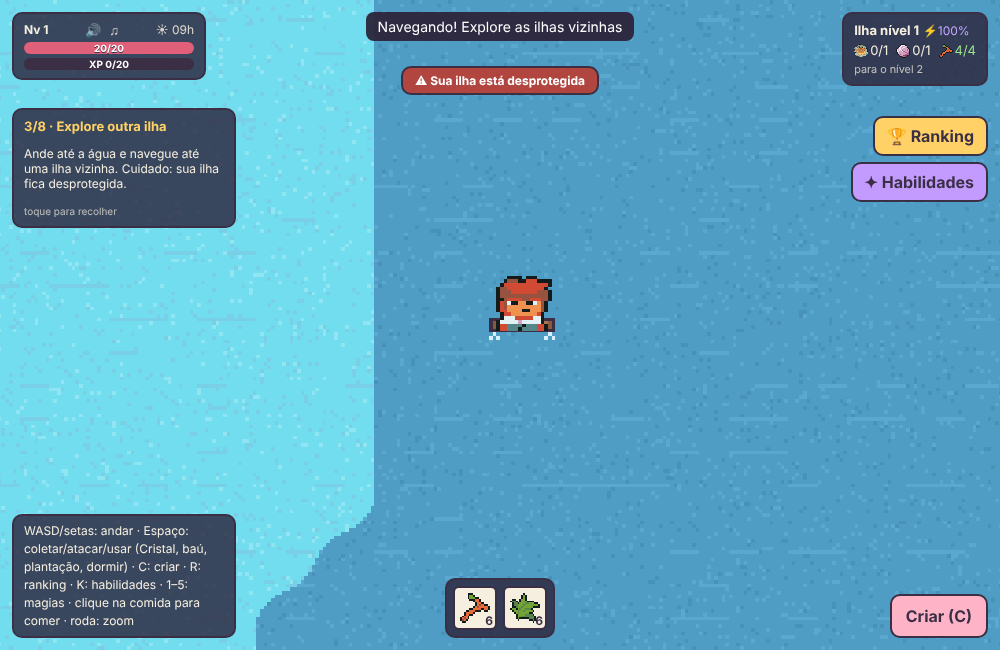 Nv 1
09h
20/20
XP 0/20
Navegando! Explore as ilhas vizinhas
⚠ Sua ilha está desprotegida
Ilha nível 1 ⚡100%
0/1 0/1 4/4
para o nível 2
3/8 · Explore outra ilha
Ande até a água e navegue até
uma ilha vizinha. Cuidado: sua ilha
fica desprotegida.
toque para recolher
🏆 Ranking
✦ Habilidades
WASD/setas: andar · Espaço:
coletar/atacar/usar (Cristal, baú,
plantação, dormir) · C: criar · R:
ranking · K: habilidades · 1–5:
magias · clique na comida para
comer · roda: zoom
6
6
Criar (C)